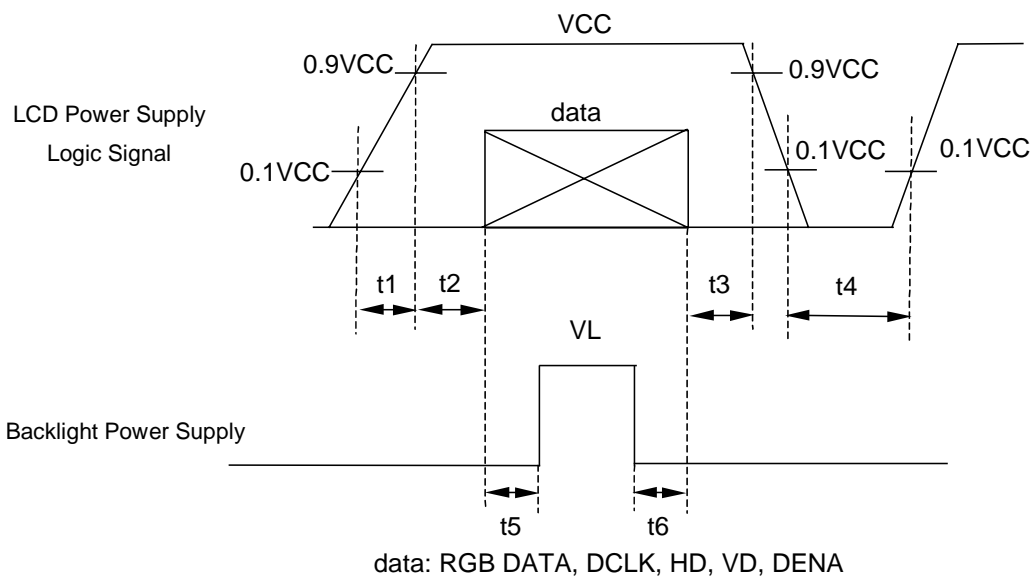 VCC
0.9VCC
0.9VCC
LCD Power Supply
Logic Signal
data
0.1VCC
0.1VCC
0.1VCC
t1
t2
t3
t4
VL
Backlight Power Supply
t5
t6
data: RGB DATA, DCLK, HD, VD, DENA